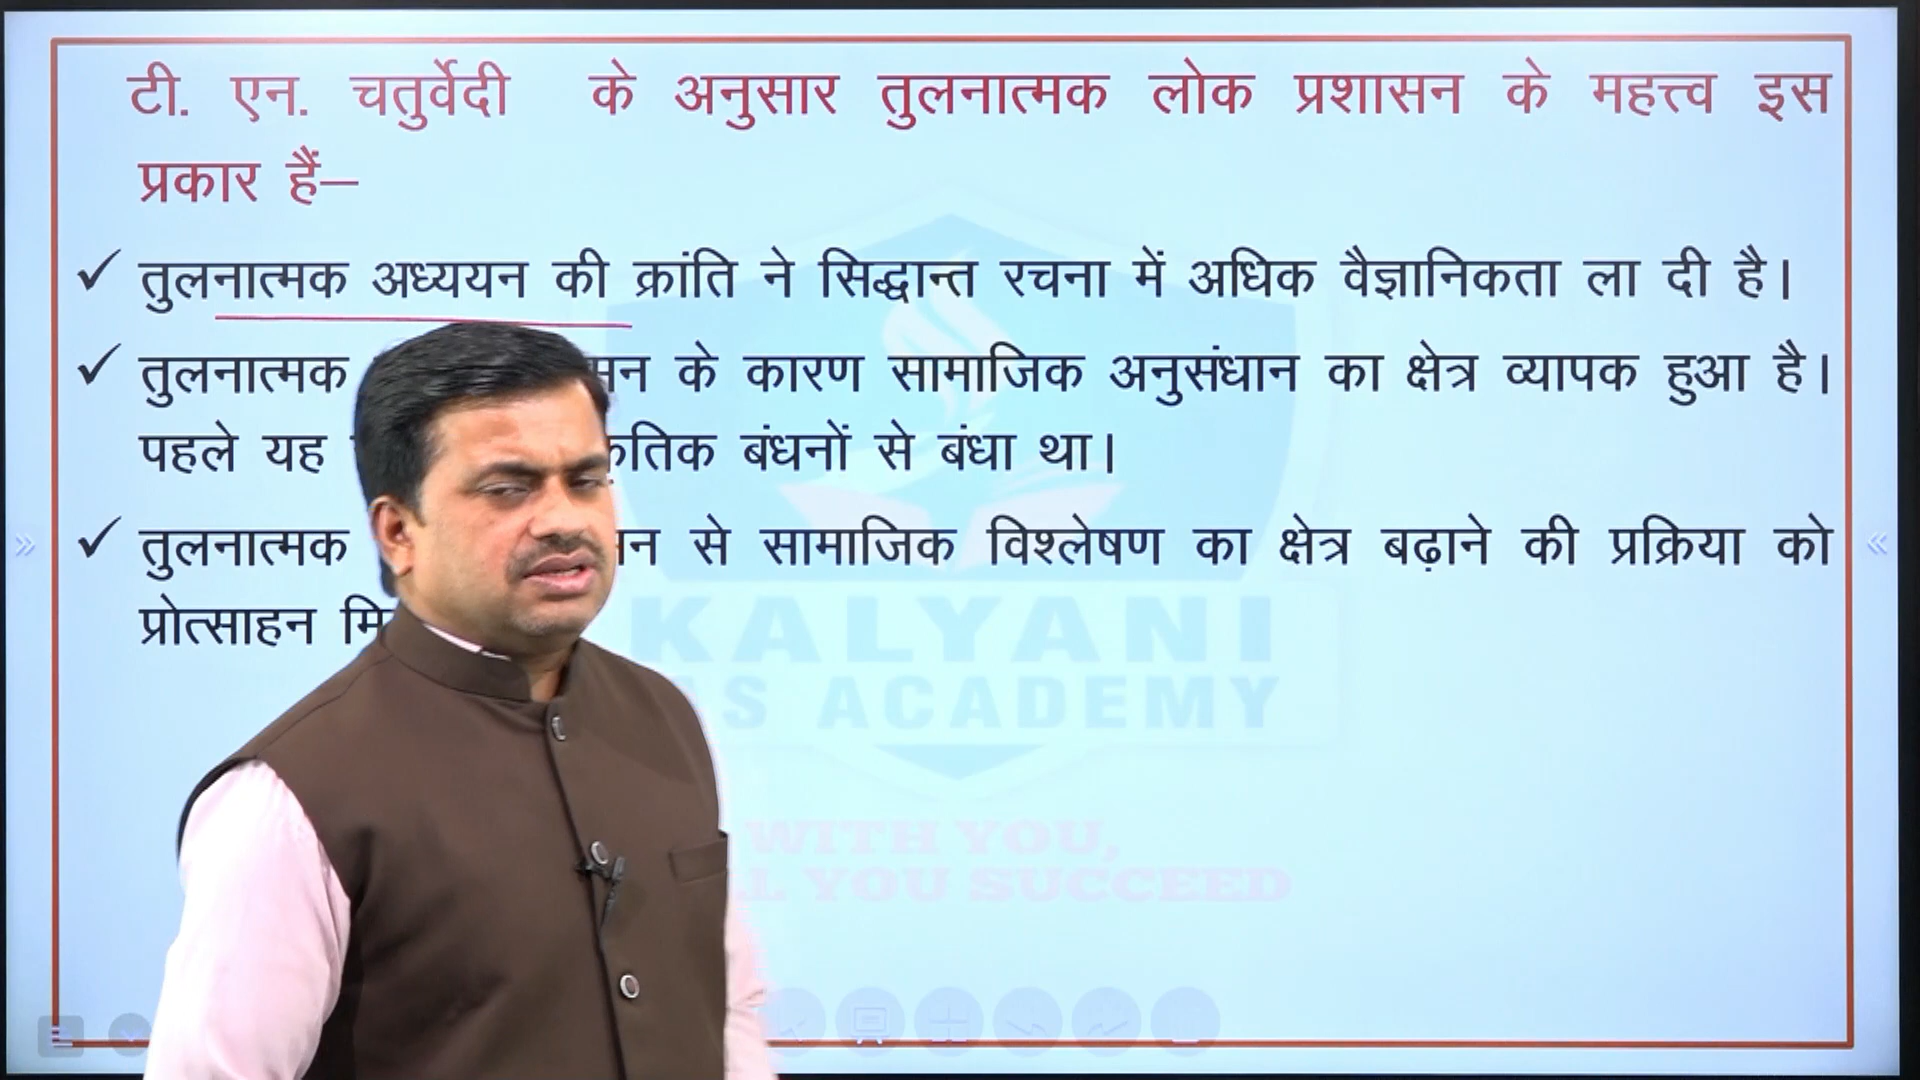 टी. एन. चतुर्वेदी के अनुसार तुलनात्मक लोक प्रशासन के महत्त्व इस
प्रकार हैं–
✓ तुलनात्मक अध्ययन की क्रांति ने सिद्धान्त रचना में अधिक वैज्ञानिकता ला दी है।
✓ तुलनात्मक के कारण सामाजिक अनुसंधान का क्षेत्र व्यापक हुआ है।
पहले यह बंधनों से बंधा था।
✓ तुलनात्मक से सामाजिक विश्लेषण का क्षेत्र बढ़ाने की प्रक्रिया को
प्रोत्साहन
KALYANI
ACADEMY
WITH YOU,
YOU SUCCEED